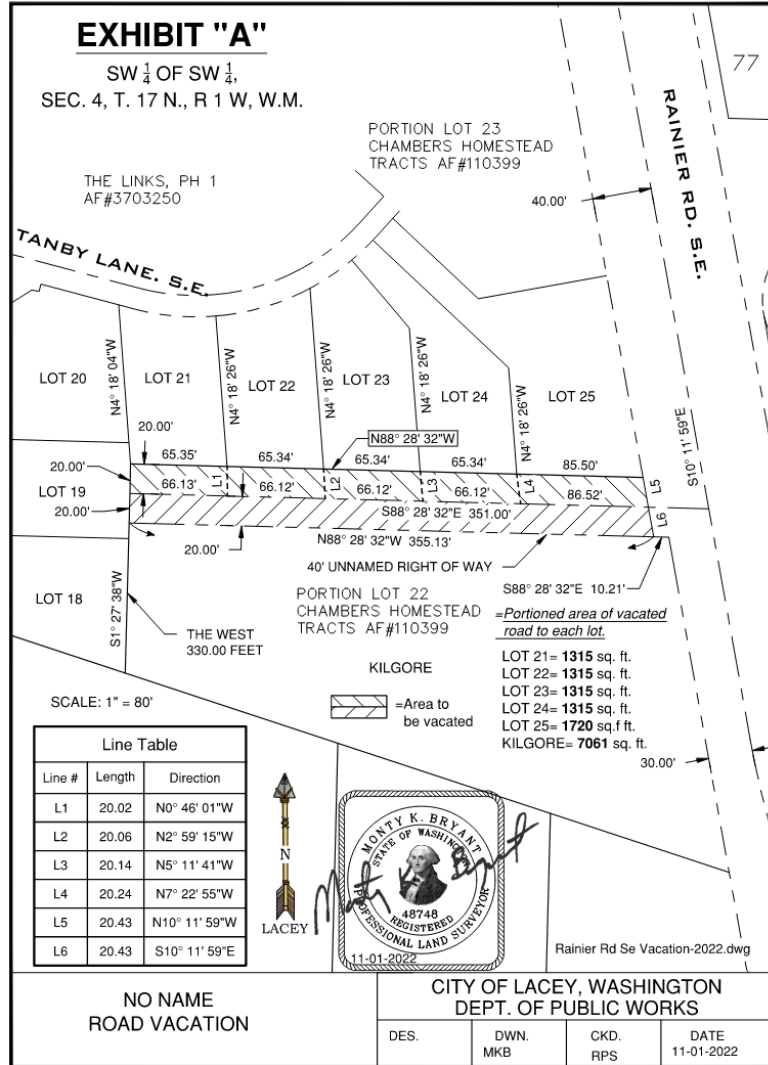 EXHIBIT "A"
SW 1/4 OF SW 1/4,
SEC. 4, T. 17 N., R 1 W, W.M.
77
PORTION LOT 23
CHAMBERS HOMESTEAD
TRACTS AF#110399
THE LINKS, PH 1
AF#3703250
RAINIER RD. S.E.
40.00'
TANBY LANE. S.E.
LOT 20
N4° 18' 04"W
LOT 21
N4° 18' 26"W
LOT 22
N4° 18' 26"W
LOT 23
N4° 18' 26"W
LOT 24
N4° 18' 26"W
LOT 25
S10° 11' 59"E
N88° 28' 32"W
20.00'
65.35'
65.34'
65.34'
65.34'
85.50'
20.00'
66.13'
L1
66.12'
L2
66.12'
L3
66.12'
L4
86.52'
L5
LOT 19
20.00'
S88° 28' 32"E 351.00'
L6
20.00'
N88° 28' 32"W 355.13'
40' UNNAMED RIGHT OF WAY
S88° 28' 32"E 10.21'
LOT 18
S1° 27' 38"W
THE WEST
330.00 FEET
PORTION LOT 22
CHAMBERS HOMESTEAD
TRACTS AF#110399
KILGORE
=Portioned area of vacated
road to each lot.
LOT 21= 1315 sq. ft.
LOT 22= 1315 sq. ft.
LOT 23= 1315 sq. ft.
LOT 24= 1315 sq. ft.
LOT 25= 1720 sq.f ft.
KILGORE= 7061 sq. ft.
SCALE: 1" = 80'
=Area to
be vacated
30.00'
Line Table
Line # Length Direction
L1 20.02 N0° 46' 01"W
L2 20.06 N2° 59' 15"W
L3 20.14 N5° 11' 41"W
L4 20.24 N7° 22' 55"W
L5 20.43 N10° 11' 59"W
L6 20.43 S10° 11' 59"E
N
LACEY
MONTY K. BRYANT
STATE OF WASHINGTON
48748
REGISTERED
PROFESSIONAL LAND SURVEYOR
Monty K Bryant
11-01-2022
Rainier Rd Se Vacation-2022.dwg
NO NAME
ROAD VACATION
CITY OF LACEY, WASHINGTON
DEPT. OF PUBLIC WORKS
DES.
DWN.
MKB
CKD.
RPS
DATE
11-01-2022